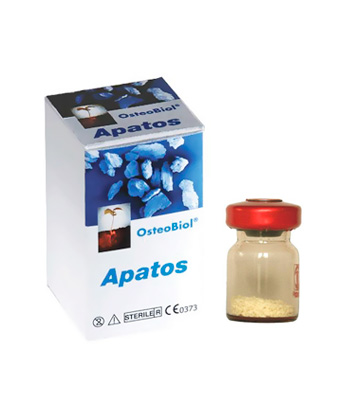 OsteoBiol®
Apatos
OsteoBiol®
Apatos
STERILE R CE 0373